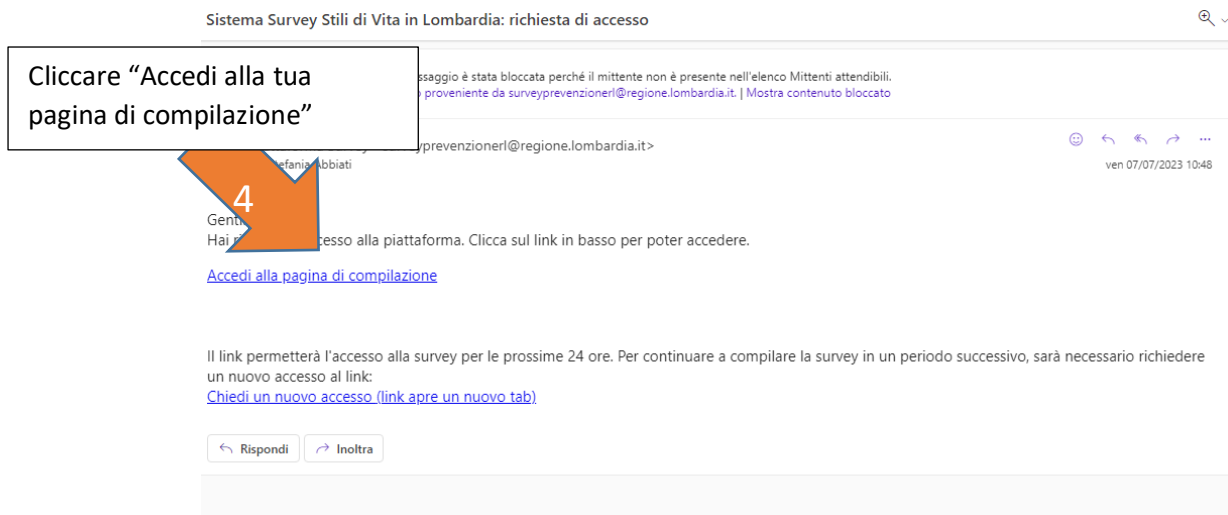 Sistema Survey Stili di Vita in Lombardia: richiesta di accesso
Cliccare “Accedi alla tua
pagina di compilazione”
ssaggio è stata bloccata perché il mittente non è presente nell'elenco Mittenti attendibili.
proveniente da surveyprevenzionerl@regione.lombardia.it. | Mostra contenuto bloccato
yprevenzionerl@regione.lombardia.it>
efania Abbiati
ven 07/07/2023 10:48
4
Gent
Hai cesso alla piattaforma. Clicca sul link in basso per poter accedere.
Accedi alla pagina di compilazione
Il link permetterà l'accesso alla survey per le prossime 24 ore. Per continuare a compilare la survey in un periodo successivo, sarà necessario richiedere
un nuovo accesso al link:
Chiedi un nuovo accesso (link apre un nuovo tab)
Rispondi
Inoltra